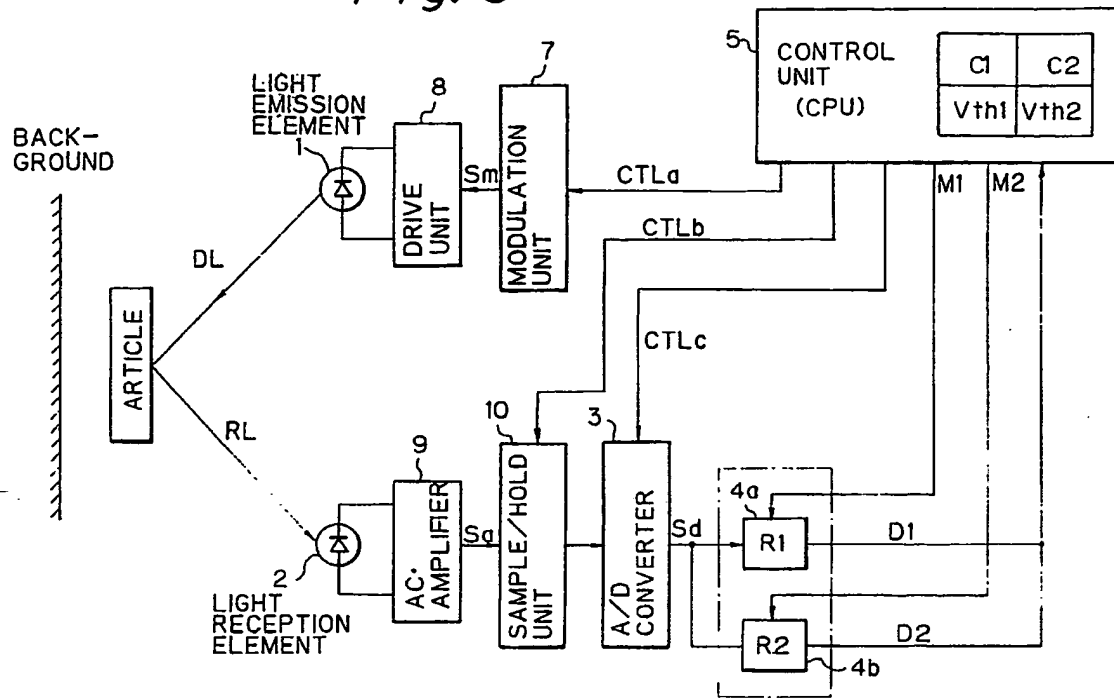 5
CONTROL
UNIT
(CPU)
C1
C2
Vth1
Vth2
7
8
LIGHT
EMISSION
ELEMENT
1
BACK-
GROUND
DRIVE
UNIT
Sm
MODULATION
UNIT
CTLa
M1
M2
CTLb
DL
CTLc
ARTICLE
RL
10
3
9
4a
AC·
AMPLIFIER
Sa
SAMPLE/HOLD
UNIT
A/D
CONVERTER
Sd
R1
D1
2
LIGHT
RECEPTION
ELEMENT
R2
D2
4b